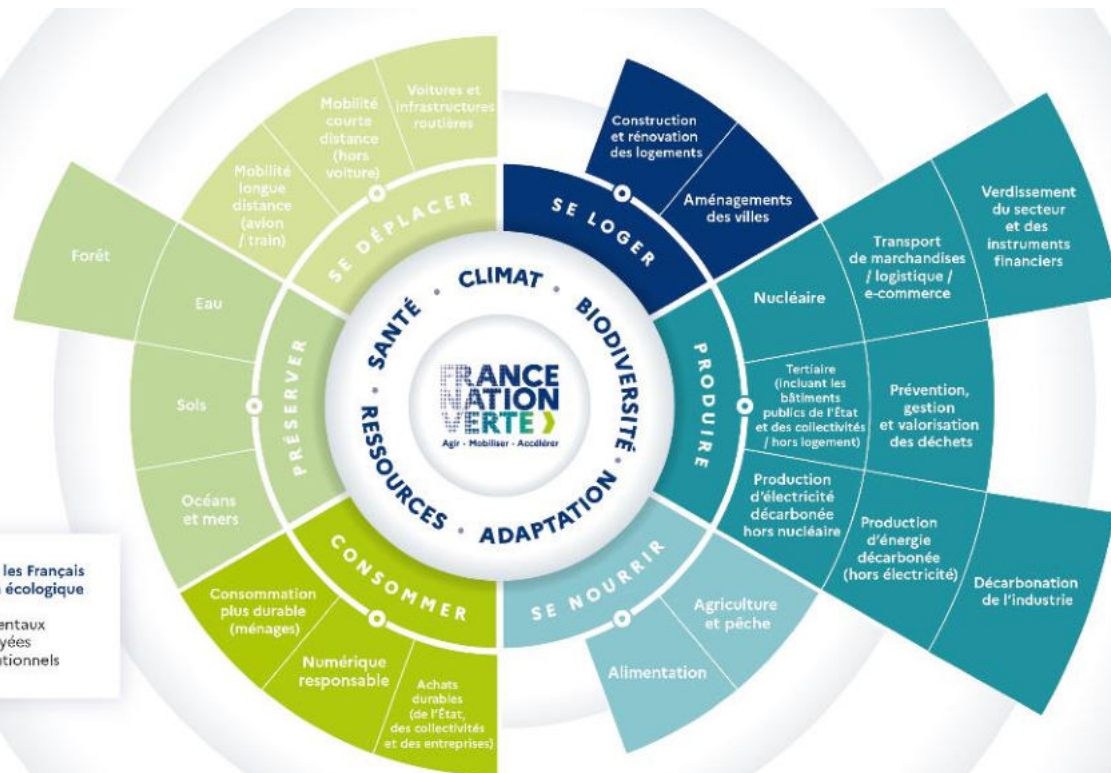 Voitures et
infrastructures
routières
Mobilité
courte
distance
(hors
voiture)
Mobilité
longue
distance
(avion
/ train)
SE DÉPLACER
Construction
et rénovation
des logements
Aménagements
des villes
SE LOGER
Verdissement
du secteur
et des
instruments
financiers
Transport
de marchandises
/ logistique /
e-commerce
Nucléaire
Tertiaire
(incluant les
bâtiments
publics de l'État
et des collectivités
/ hors logement)
Prévention,
gestion
et valorisation
des déchets
Production
d'électricité
décarbonée
hors nucléaire
Production
d'énergie
décarbonée
(hors électricité)
Décarbonation
de l'industrie
PRODUIRE
Agriculture
et pêche
Alimentation
SE NOURRIR
Achats
durables
(de l'État,
des collectivités
et des entreprises)
Numérique
responsable
Consommation
plus durable
(ménages)
CONSOMMER
Forêt
Eau
Sols
Océans
et mers
PRÉSERVER
SANTÉ • CLIMAT • BIODIVERSITÉ • ADAPTATION • RESSOURCES •
FRANCE
NATION
VERTE
Agir • Mobiliser • Accélérer
les Français
écologique
entaux
yées
tionnels